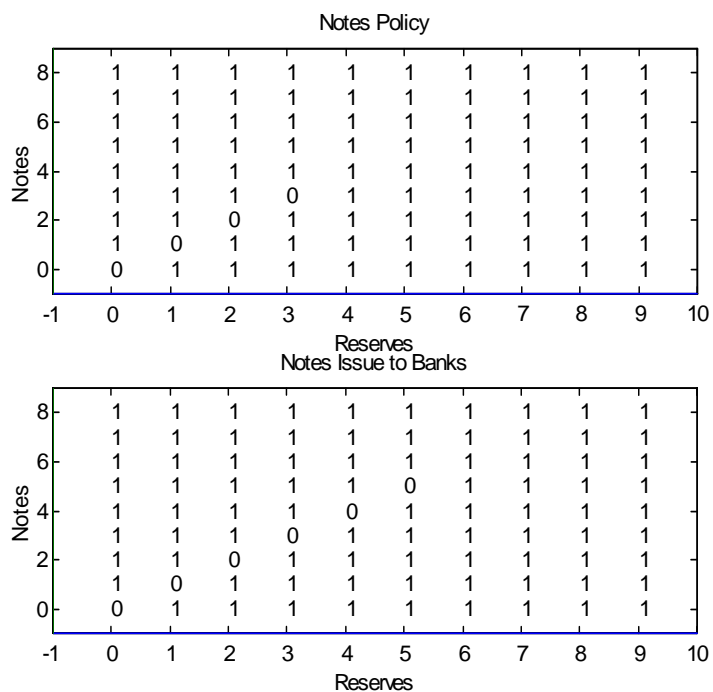 Notes Policy
8 1 1 1 1 1 1 1 1 1 1
1 1 1 1 1 1 1 1 1 1
6 1 1 1 1 1 1 1 1 1 1
1 1 1 1 1 1 1 1 1 1
4 1 1 1 1 1 1 1 1 1 1
1 1 1 0 1 1 1 1 1 1
2 1 1 0 1 1 1 1 1 1 1
1 0 1 1 1 1 1 1 1 1
0 0 1 1 1 1 1 1 1 1 1
Notes
-1 0 1 2 3 4 5 6 7 8 9 10
Reserves
Notes Issue to Banks
8 1 1 1 1 1 1 1 1 1 1
1 1 1 1 1 1 1 1 1 1
6 1 1 1 1 1 1 1 1 1 1
1 1 1 1 1 0 1 1 1 1
4 1 1 1 1 0 1 1 1 1 1
1 1 1 0 1 1 1 1 1 1
2 1 1 0 1 1 1 1 1 1 1
1 0 1 1 1 1 1 1 1 1
0 0 1 1 1 1 1 1 1 1 1
Notes
-1 0 1 2 3 4 5 6 7 8 9 10
Reserves